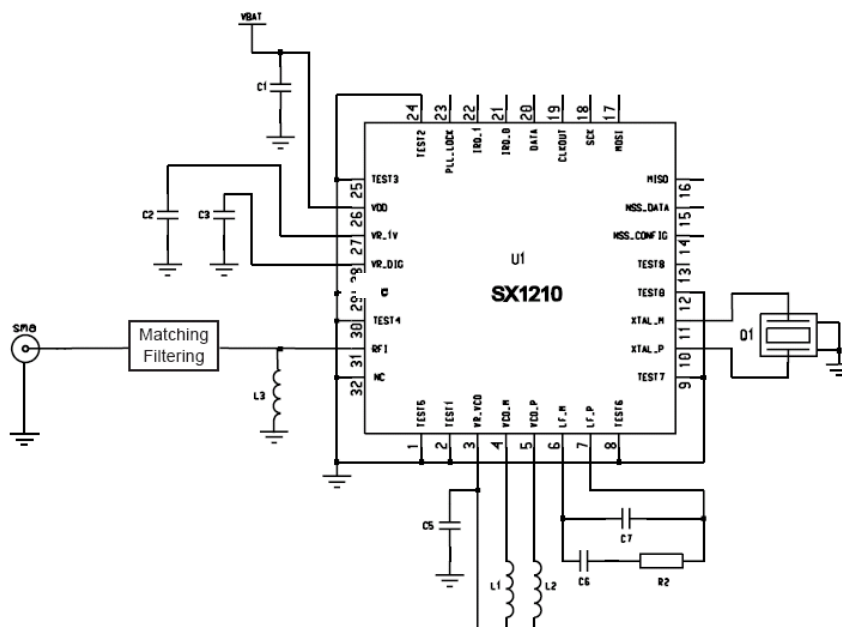 VBAT
C1
24
23
22
21
20
19
18
17
TEST2
PLL_LOCK
IRQ_1
IRQ_0
DATA
CLKOUT
SCK
MOSI
TEST3
25
VDD
26
VR_1V
27
VR_DIG
28
29
TEST4
30
RFI
31
NC
32
C2
C3
U1
SX1210
MISO
16
NSS_DATA
15
NSS_CONFIG
14
TEST8
13
TEST0
12
XTAL_M
11
XTAL_P
10
TEST7
9
Q1
sma
Matching
Filtering
L3
TEST5
TEST1
VR_VCO
VCO_M
VCO_P
LF_M
LF_P
TEST6
1
2
3
4
5
6
7
8
C5
L1
L2
C7
C6
R2